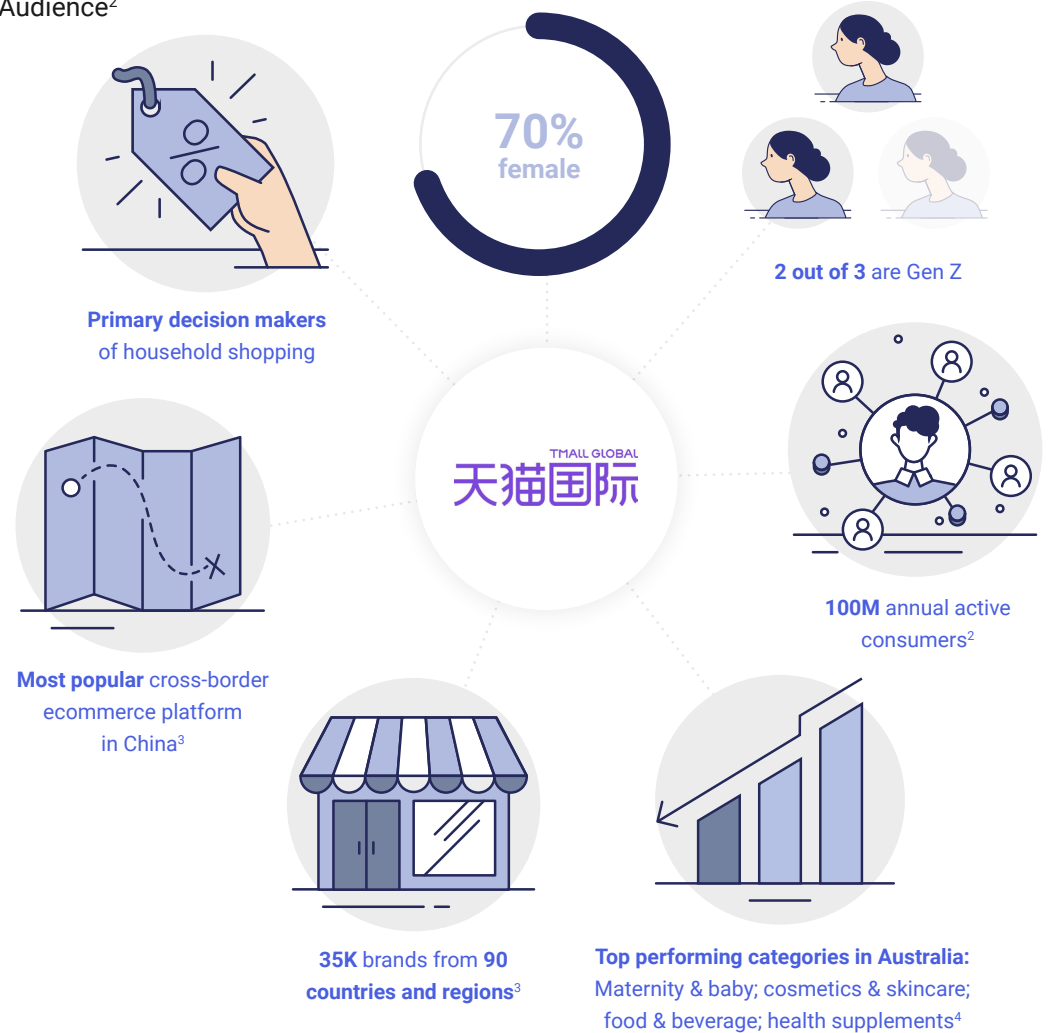 Audience²
70%
female
2 out of 3 are Gen Z
Primary decision makers
of household shopping
TMALL GLOBAL
天猫国际
100M annual active
consumers²
Most popular cross-border
ecommerce platform
in China³
35K brands from 90
countries and regions³
Top performing categories in Australia:
Maternity & baby; cosmetics & skincare;
food & beverage; health supplements⁴